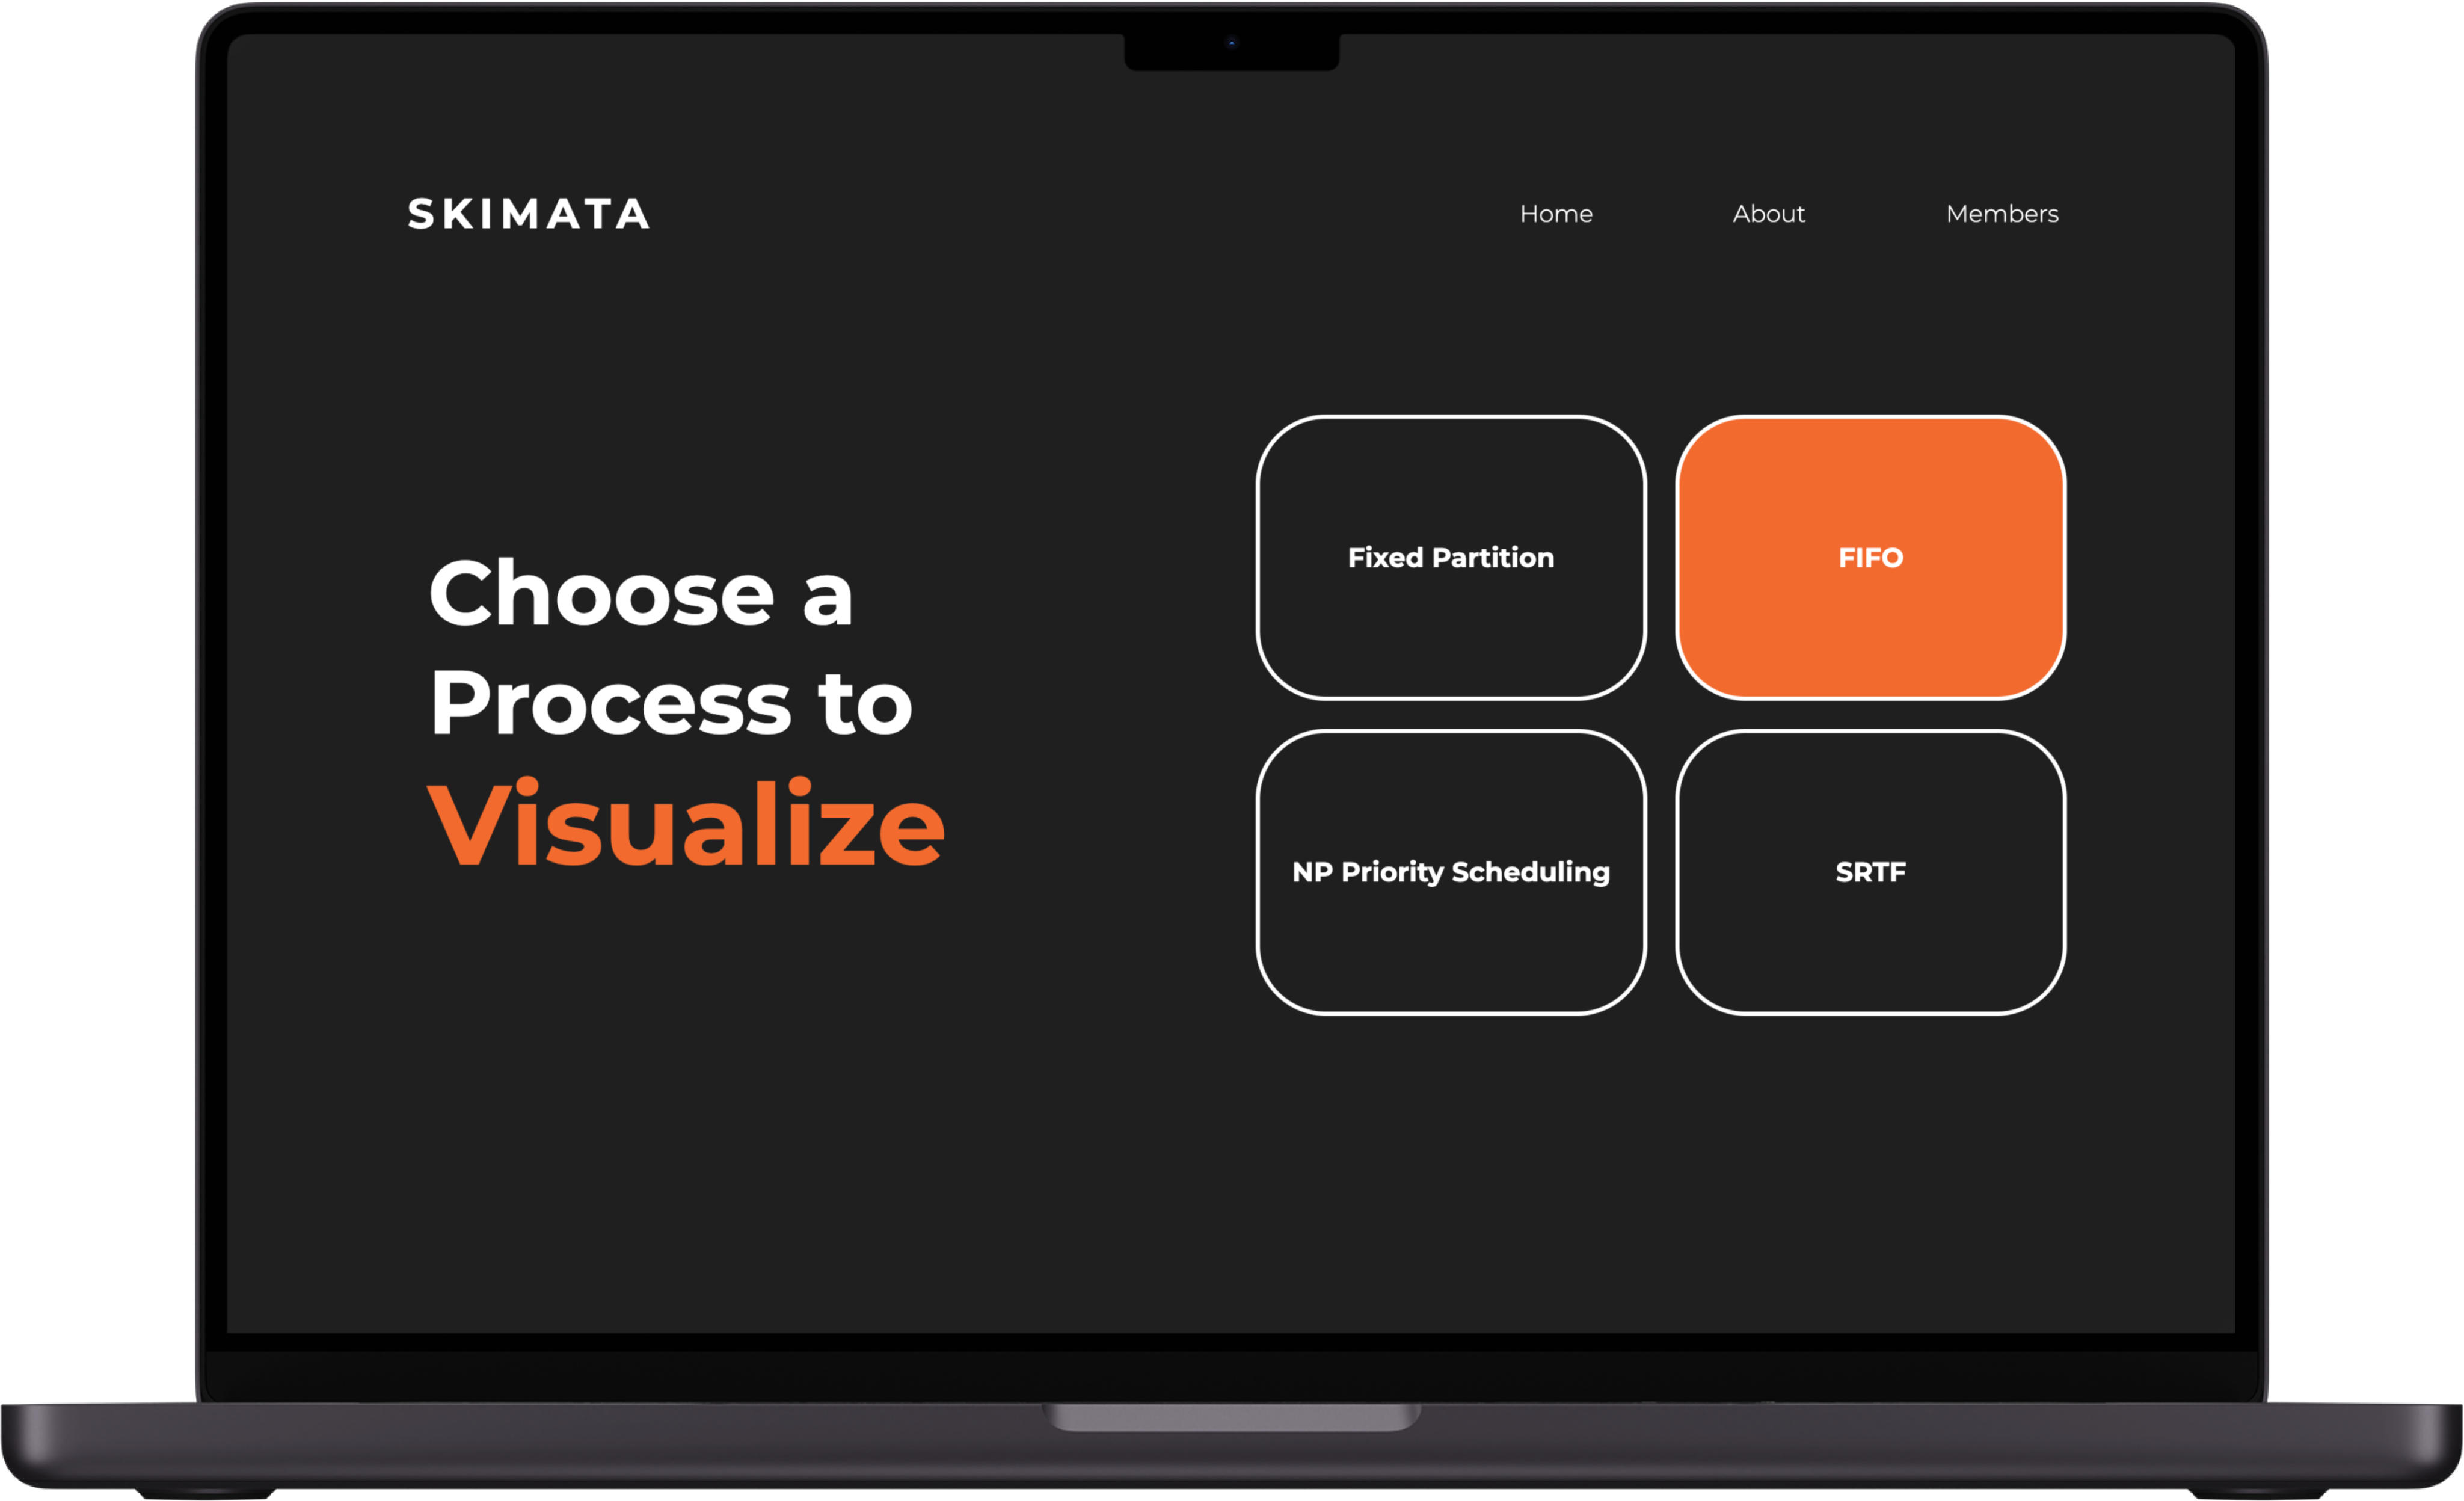 SKIMATA
Home
About
Members
Choose a
Process to
Visualize
Fixed Partition
FIFO
NP Priority Scheduling
SRTF